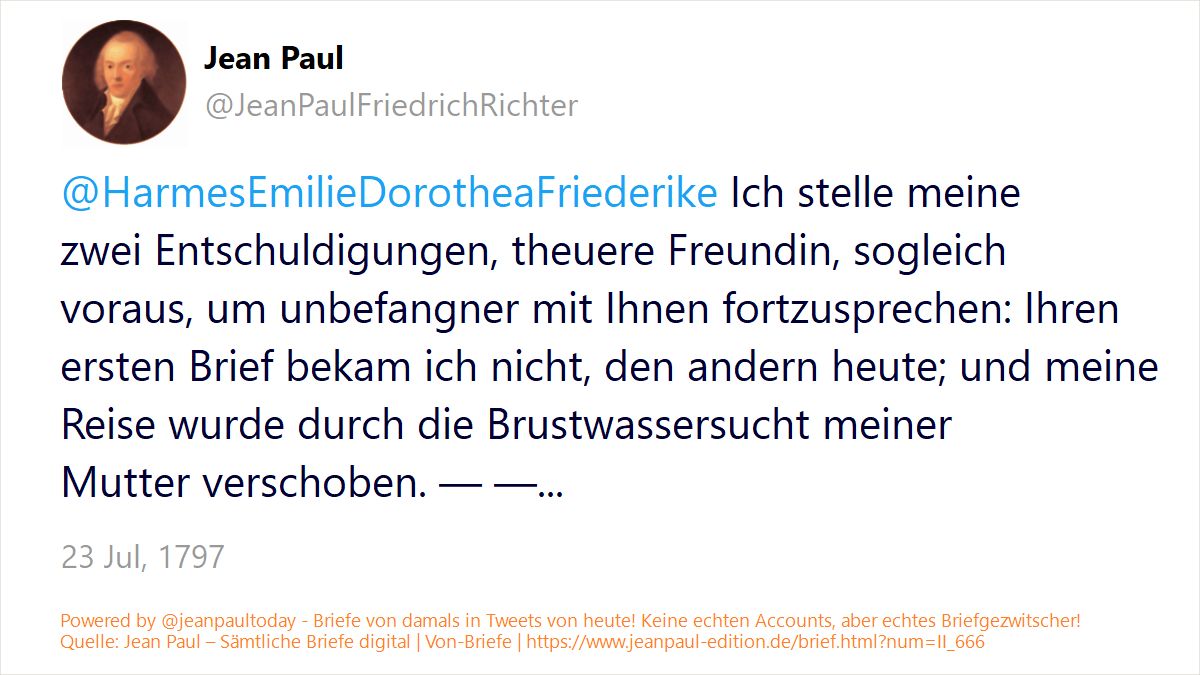 Jean Paul
@JeanPaulFriedrichRichter
@HarmesEmilieDorotheaFriederike Ich stelle meine
zwei Entschuldigungen, theuere Freundin, sogleich
voraus, um unbefangner mit Ihnen fortzusprechen: Ihren
ersten Brief bekam ich nicht, den andern heute; und meine
Reise wurde durch die Brustwassersucht meiner
Mutter verschoben. — —...
23 Jul, 1797
Powered by @jeanpaultoday - Briefe von damals in Tweets von heute! Keine echten Accounts, aber echtes Briefgezwitscher!
Quelle: Jean Paul – Sämtliche Briefe digital | Von-Briefe | https://www.jeanpaul-edition.de/brief.html?num=II_666